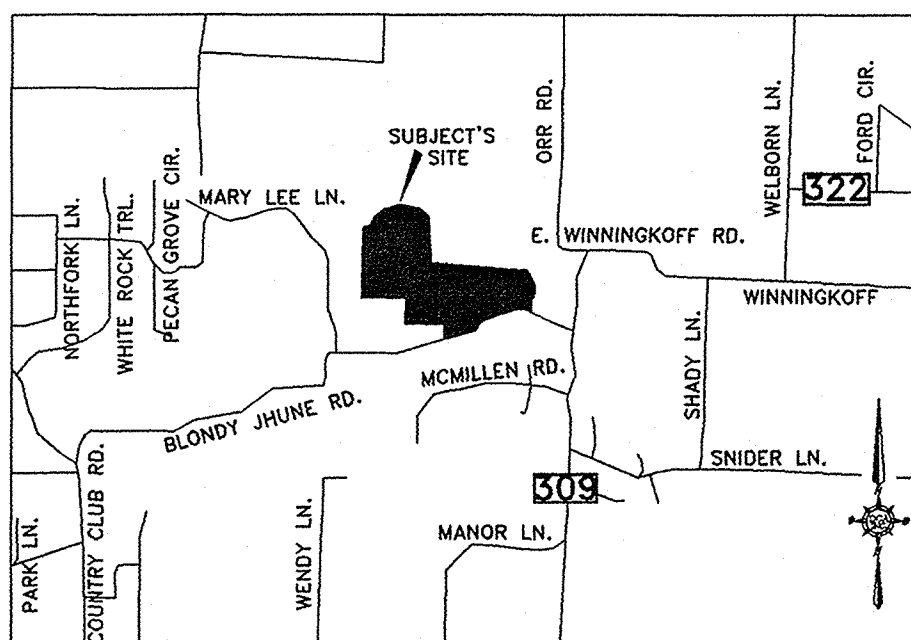 SUBJECT'S
SITE
ORR RD.
WELBORN LN.
FORD CIR.
322
MARY LEE LN.
NORTHFORK LN.
WHITE ROCK TRL.
PECAN GROVE CIR.
E. WINNINGKOFF RD.
WINNINGKOFF
SHADY LN.
MCMILLEN RD.
BLONDY JHUNE RD.
SNIDER LN.
309
MANOR LN.
WENDY LN.
COUNTRY CLUB RD.
PARK LN.